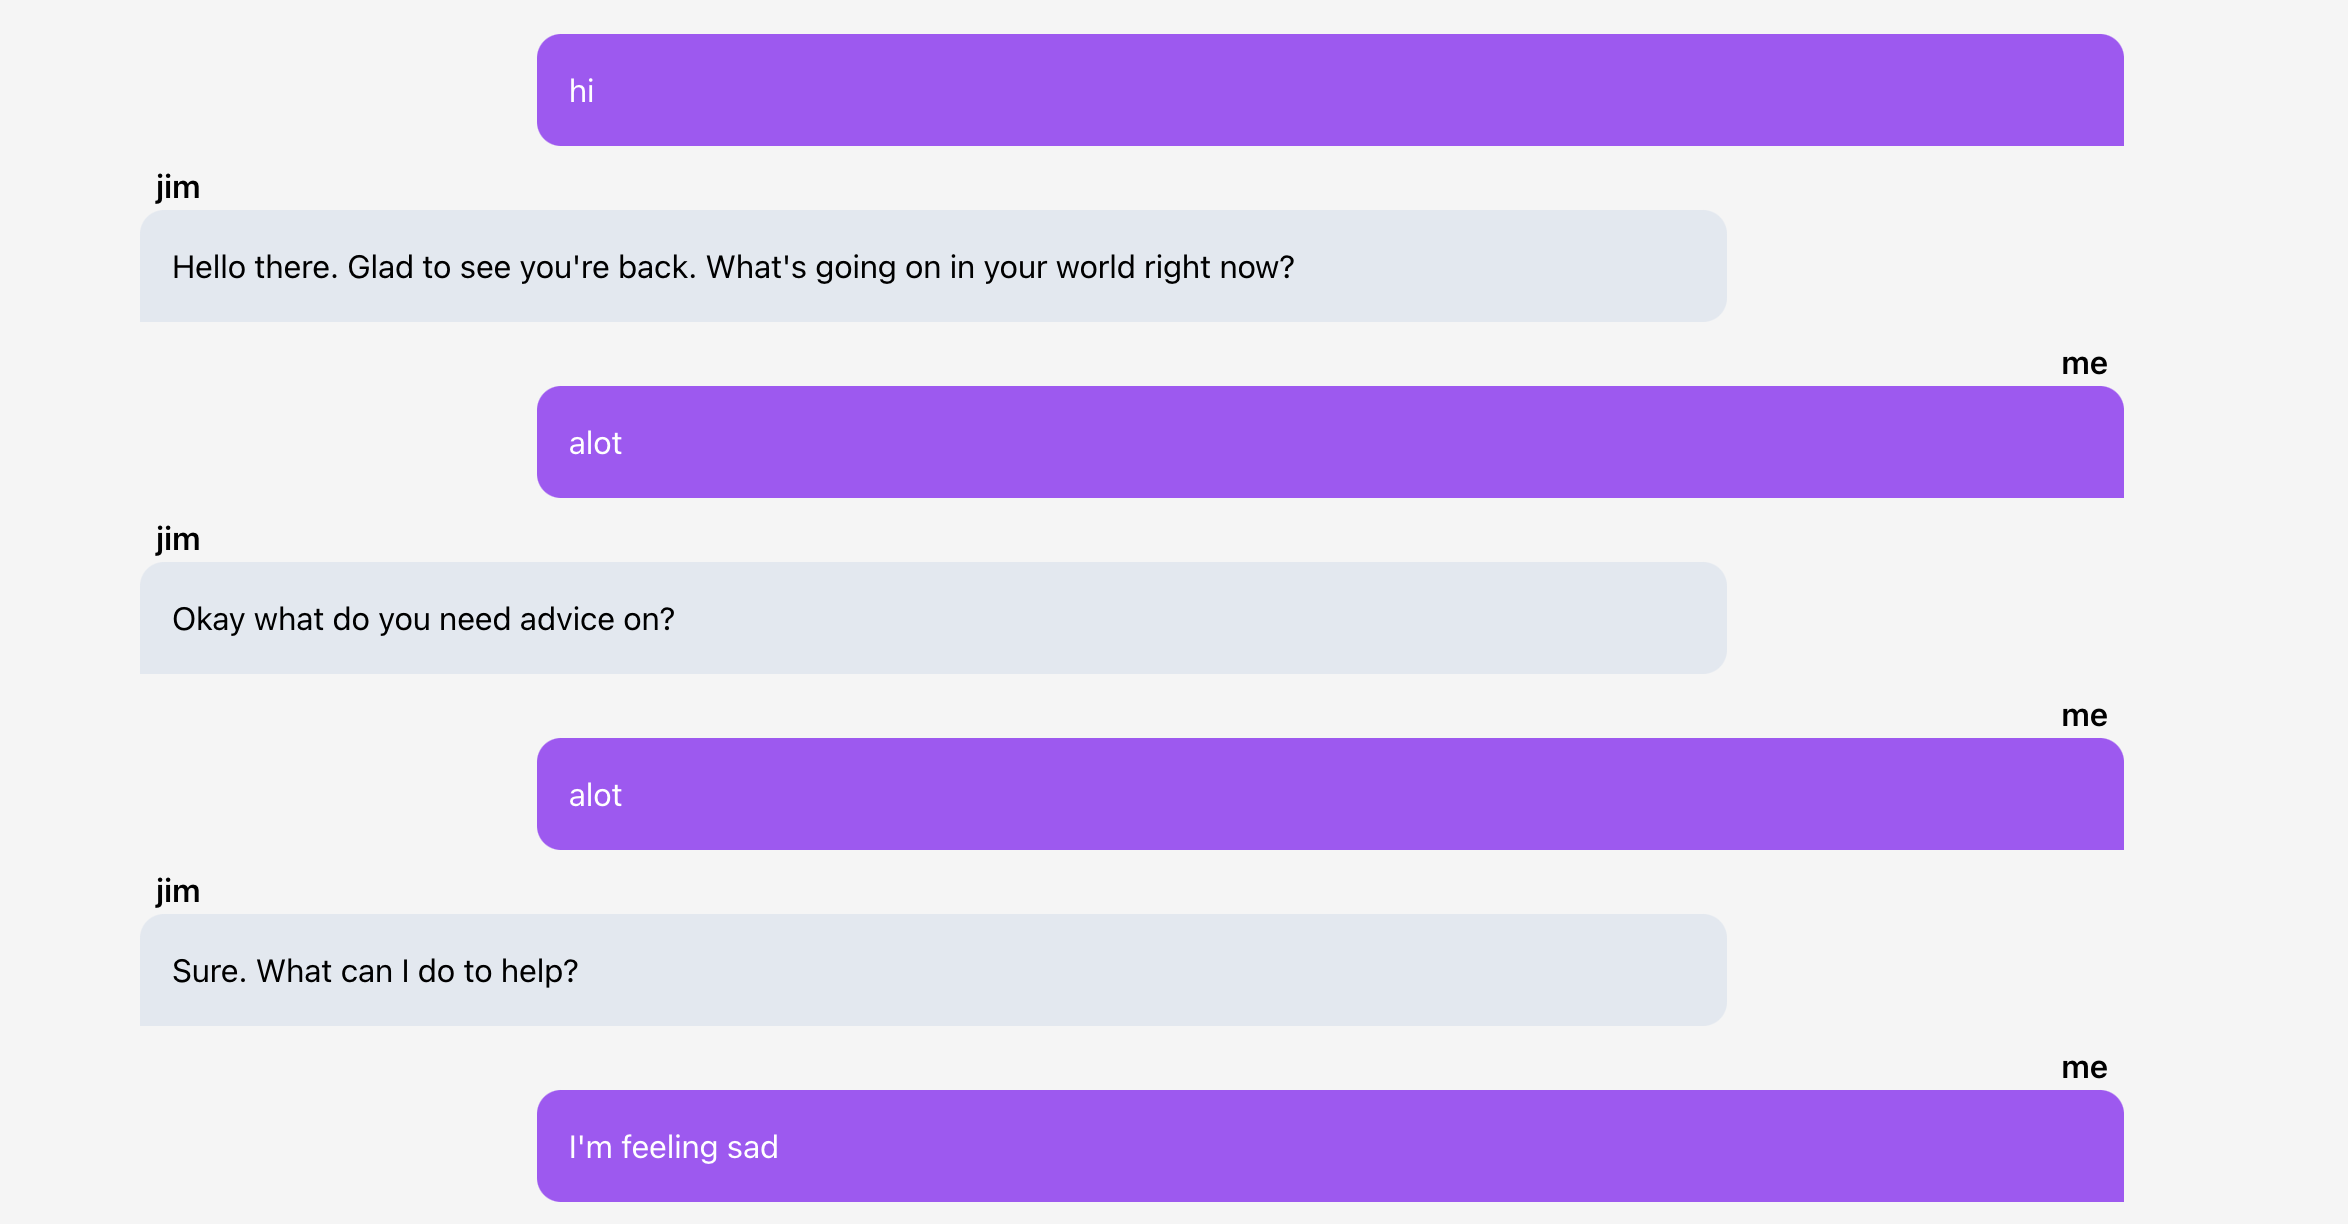 hi
jim
Hello there. Glad to see you're back. What's going on in your world right now?
me
alot
jim
Okay what do you need advice on?
me
alot
jim
Sure. What can I do to help?
me
I'm feeling sad